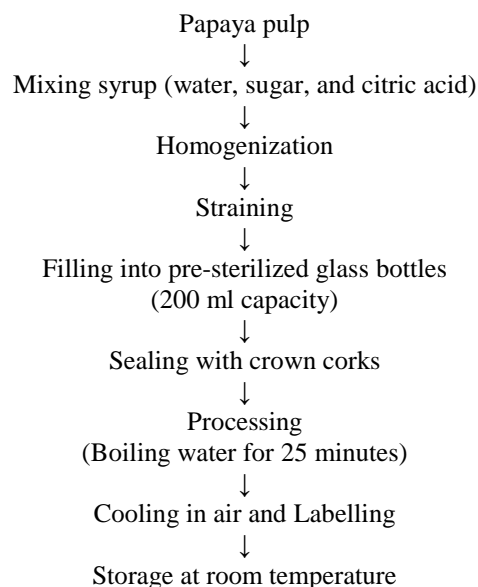 Papaya pulp
↓
Mixing syrup (water, sugar, and citric acid)
↓
Homogenization
↓
Straining
↓
Filling into pre-sterilized glass bottles
(200 ml capacity)
↓
Sealing with crown corks
↓
Processing
(Boiling water for 25 minutes)
↓
Cooling in air and Labelling
↓
Storage at room temperature